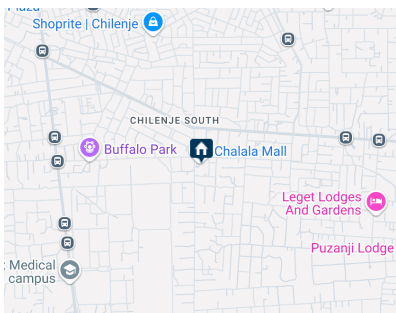 Plaza
Shoprite | Chilenje
CHILENJE SOUTH
Buffalo Park
Chalala Mall
Leget Lodges
And Gardens
Puzanji Lodge
: Medical
campus